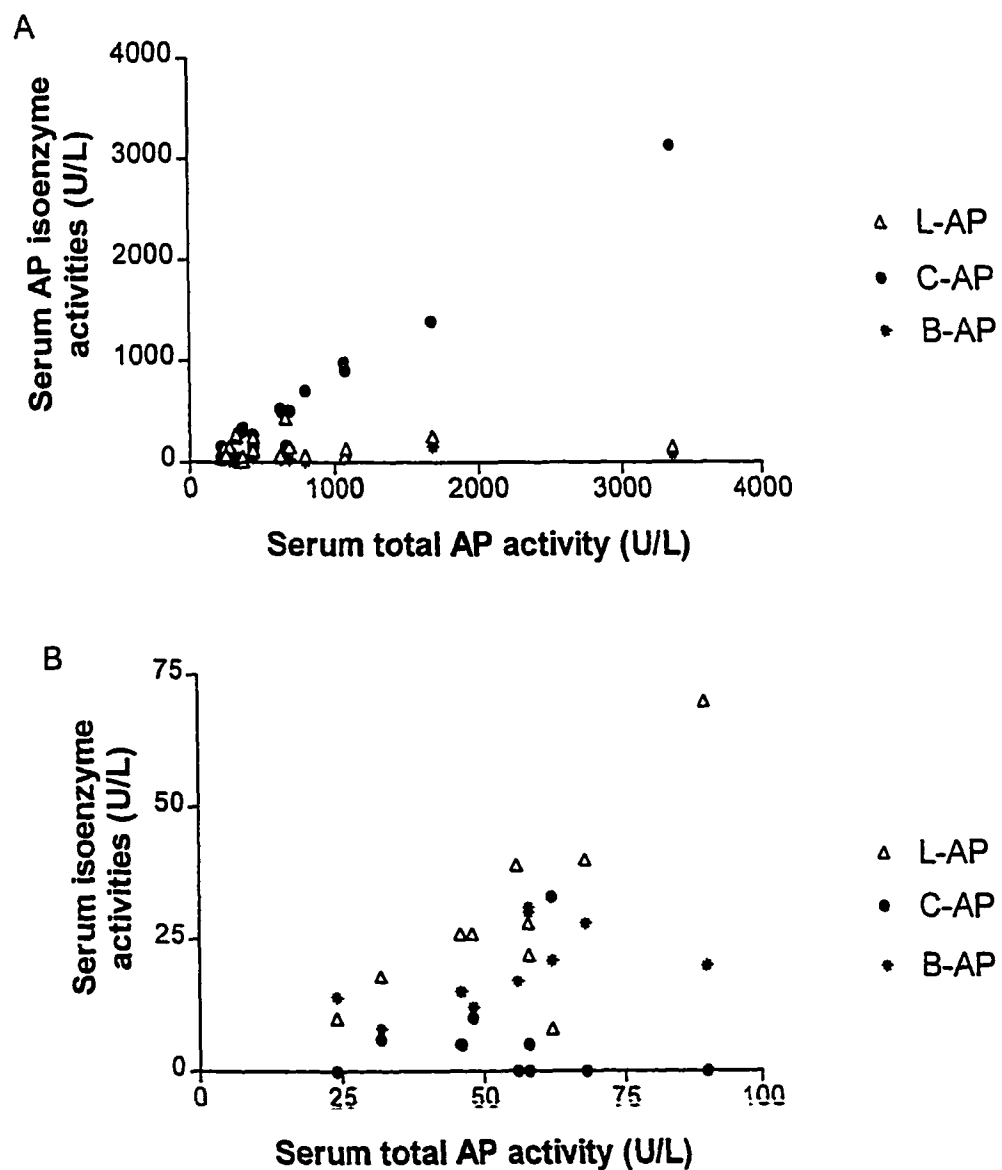 A
4000
3000
2000
1000
0
Serum AP isoenzyme
activities (U/L)
0
1000
2000
3000
4000
Serum total AP activity (U/L)
L-AP
C-AP
B-AP
B
75
50
25
0
Serum isoenzyme
activities (U/L)
0
25
50
75
100
Serum total AP activity (U/L)
L-AP
C-AP
B-AP